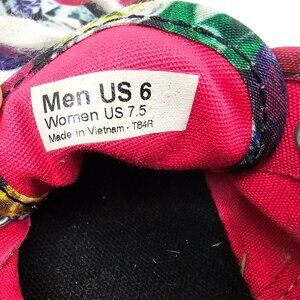 Men US 6
Women US 7.5
Made in Vietnam - TB4R